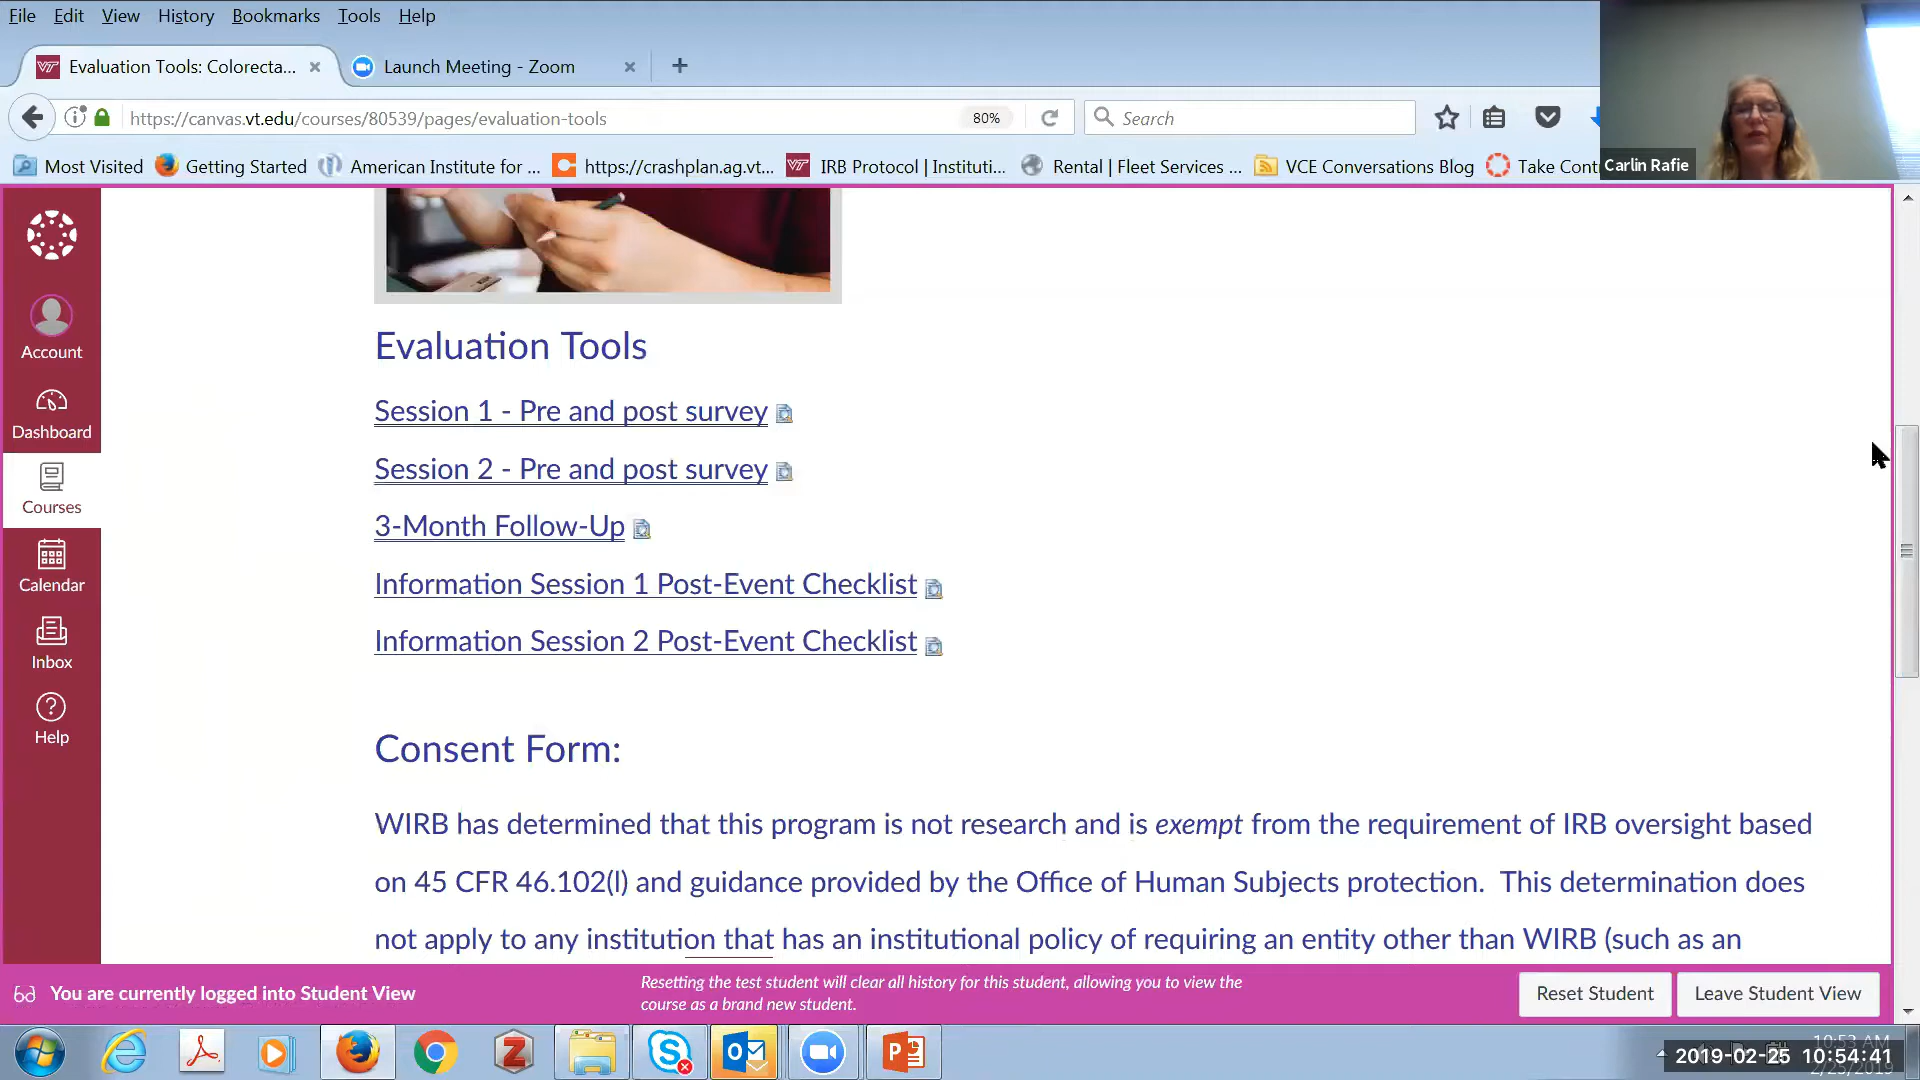 File Edit View History Bookmarks Tools Help
Evaluation Tools: Colorecta...
Launch Meeting - Zoom
https://canvas.vt.edu/courses/80539/pages/evaluation-tools
80%
Search
Most Visited
Getting Started
American Institute for ...
https://crashplan.ag.vt...
IRB Protocol | Instituti...
Rental | Fleet Services ...
VCE Conversations Blog
Take Cont
Carlin Rafie
Account
Dashboard
Courses
Calendar
Inbox
Help
Evaluation Tools
Session 1 - Pre and post survey
Session 2 - Pre and post survey
3-Month Follow-Up
Information Session 1 Post-Event Checklist
Information Session 2 Post-Event Checklist
Consent Form:
WIRB has determined that this program is not research and is exempt from the requirement of IRB oversight based
on 45 CFR 46.102(l) and guidance provided by the Office of Human Subjects protection. This determination does
not apply to any institution that has an institutional policy of requiring an entity other than WIRB (such as an
You are currently logged into Student View
Resetting the test student will clear all history for this student, allowing you to view the
course as a brand new student.
Reset Student
Leave Student View
10:53 AM
2019-02-25 10:54:41
2/25/2019